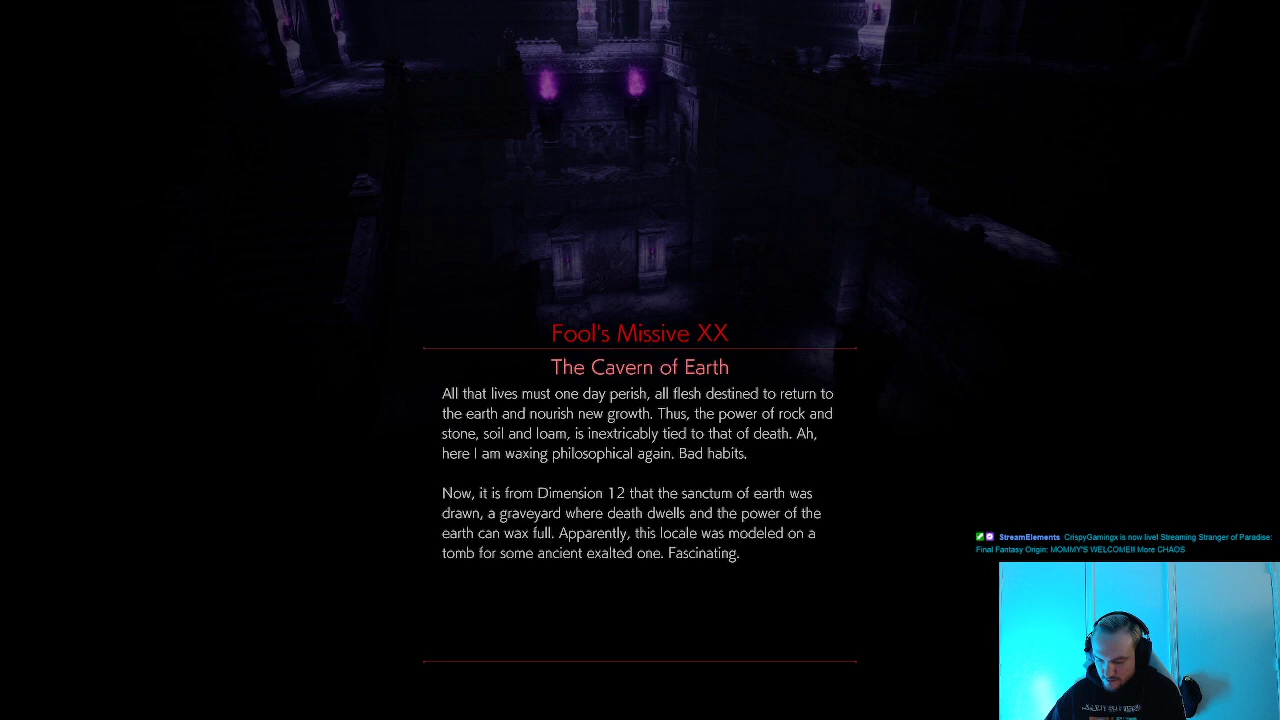 Fool's Missive XX
The Cavern of Earth
All that lives must one day perish, all flesh destined to return to
the earth and nourish new growth. Thus, the power of rock and
stone, soil and loam, is inextricably tied to that of death. Ah,
here I am waxing philosophical again. Bad habits.
Now, it is from Dimension 12 that the sanctum of earth was
drawn, a graveyard where death dwells and the power of the
earth can wax full. Apparently, this locale was modeled on a
tomb for some ancient exalted one. Fascinating.
StreamElements CrispyGamingx is now live! Streaming Stranger of Paradise:
Final Fantasy Origin: MOMMY'S WELCOME!! More CHAOS